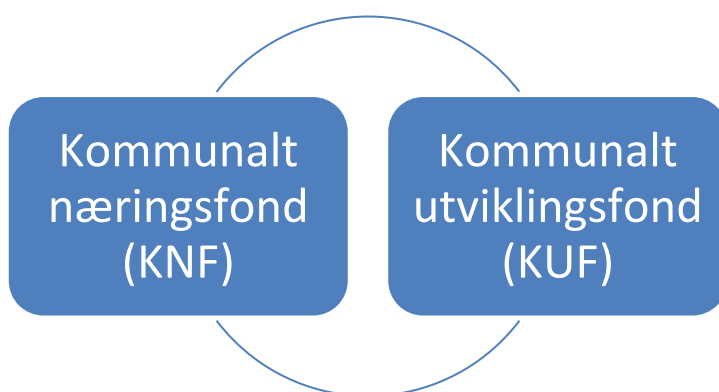 Kommunalt
næringsfond
(KNF)
Kommunalt
utviklingsfond
(KUF)